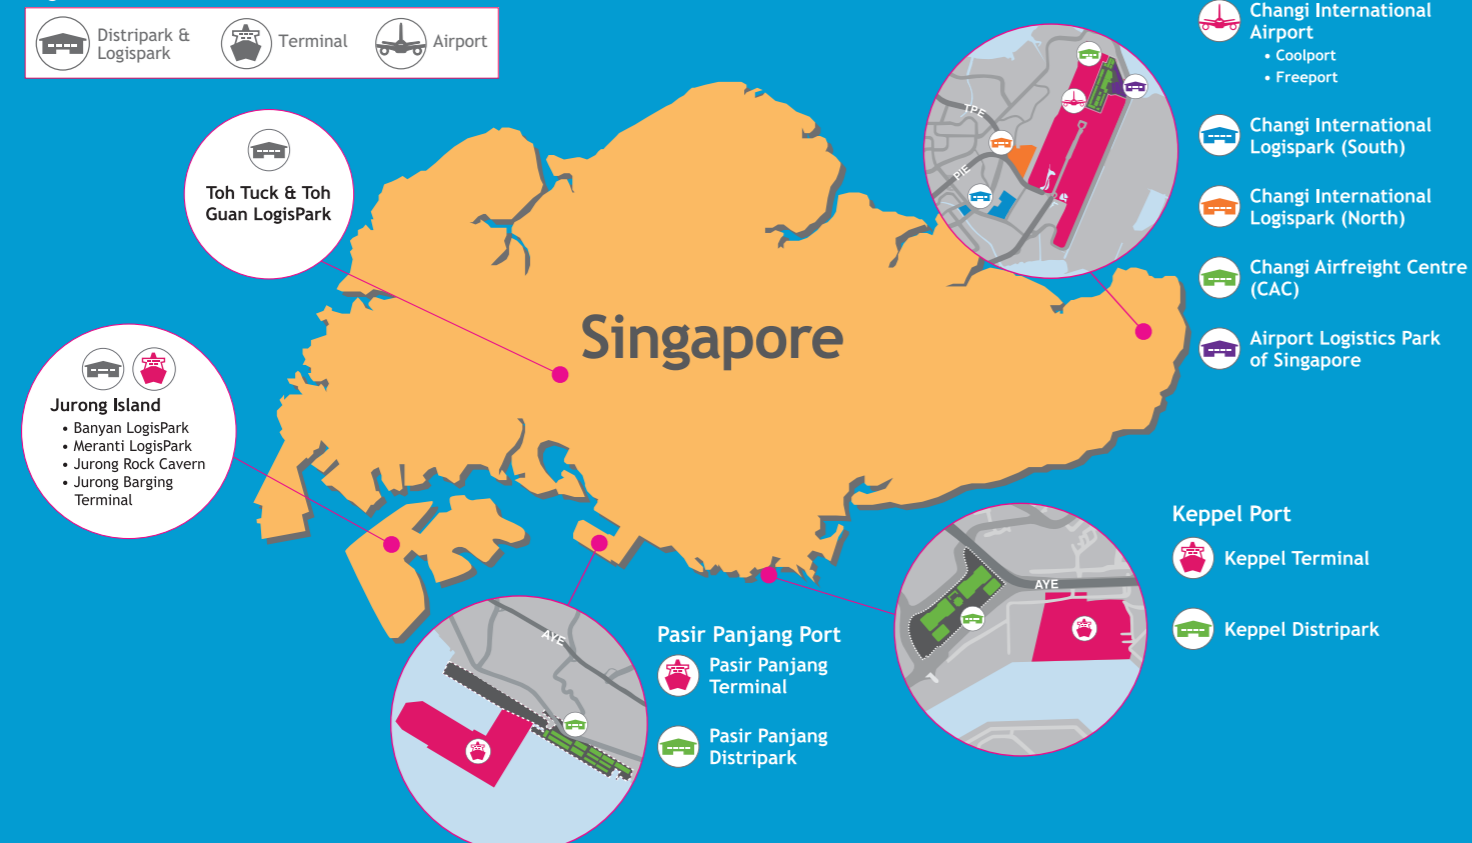 Distripark &
Logispark
Terminal
Airport
Toh Tuck & Toh
Guan LogisPark
Jurong Island
• Banyan LogisPark
• Meranti LogisPark
• Jurong Rock Cavern
• Jurong Barging
Terminal
Singapore
TPE
PIE
Changi International
Airport
• Coolport
• Freeport
Changi International
Logispark (South)
Changi International
Logispark (North)
Changi Airfreight Centre
(CAC)
Airport Logistics Park
of Singapore
AYE
Pasir Panjang Port
Pasir Panjang
Terminal
Pasir Panjang
Distripark
AYE
Keppel Port
Keppel Terminal
Keppel Distripark